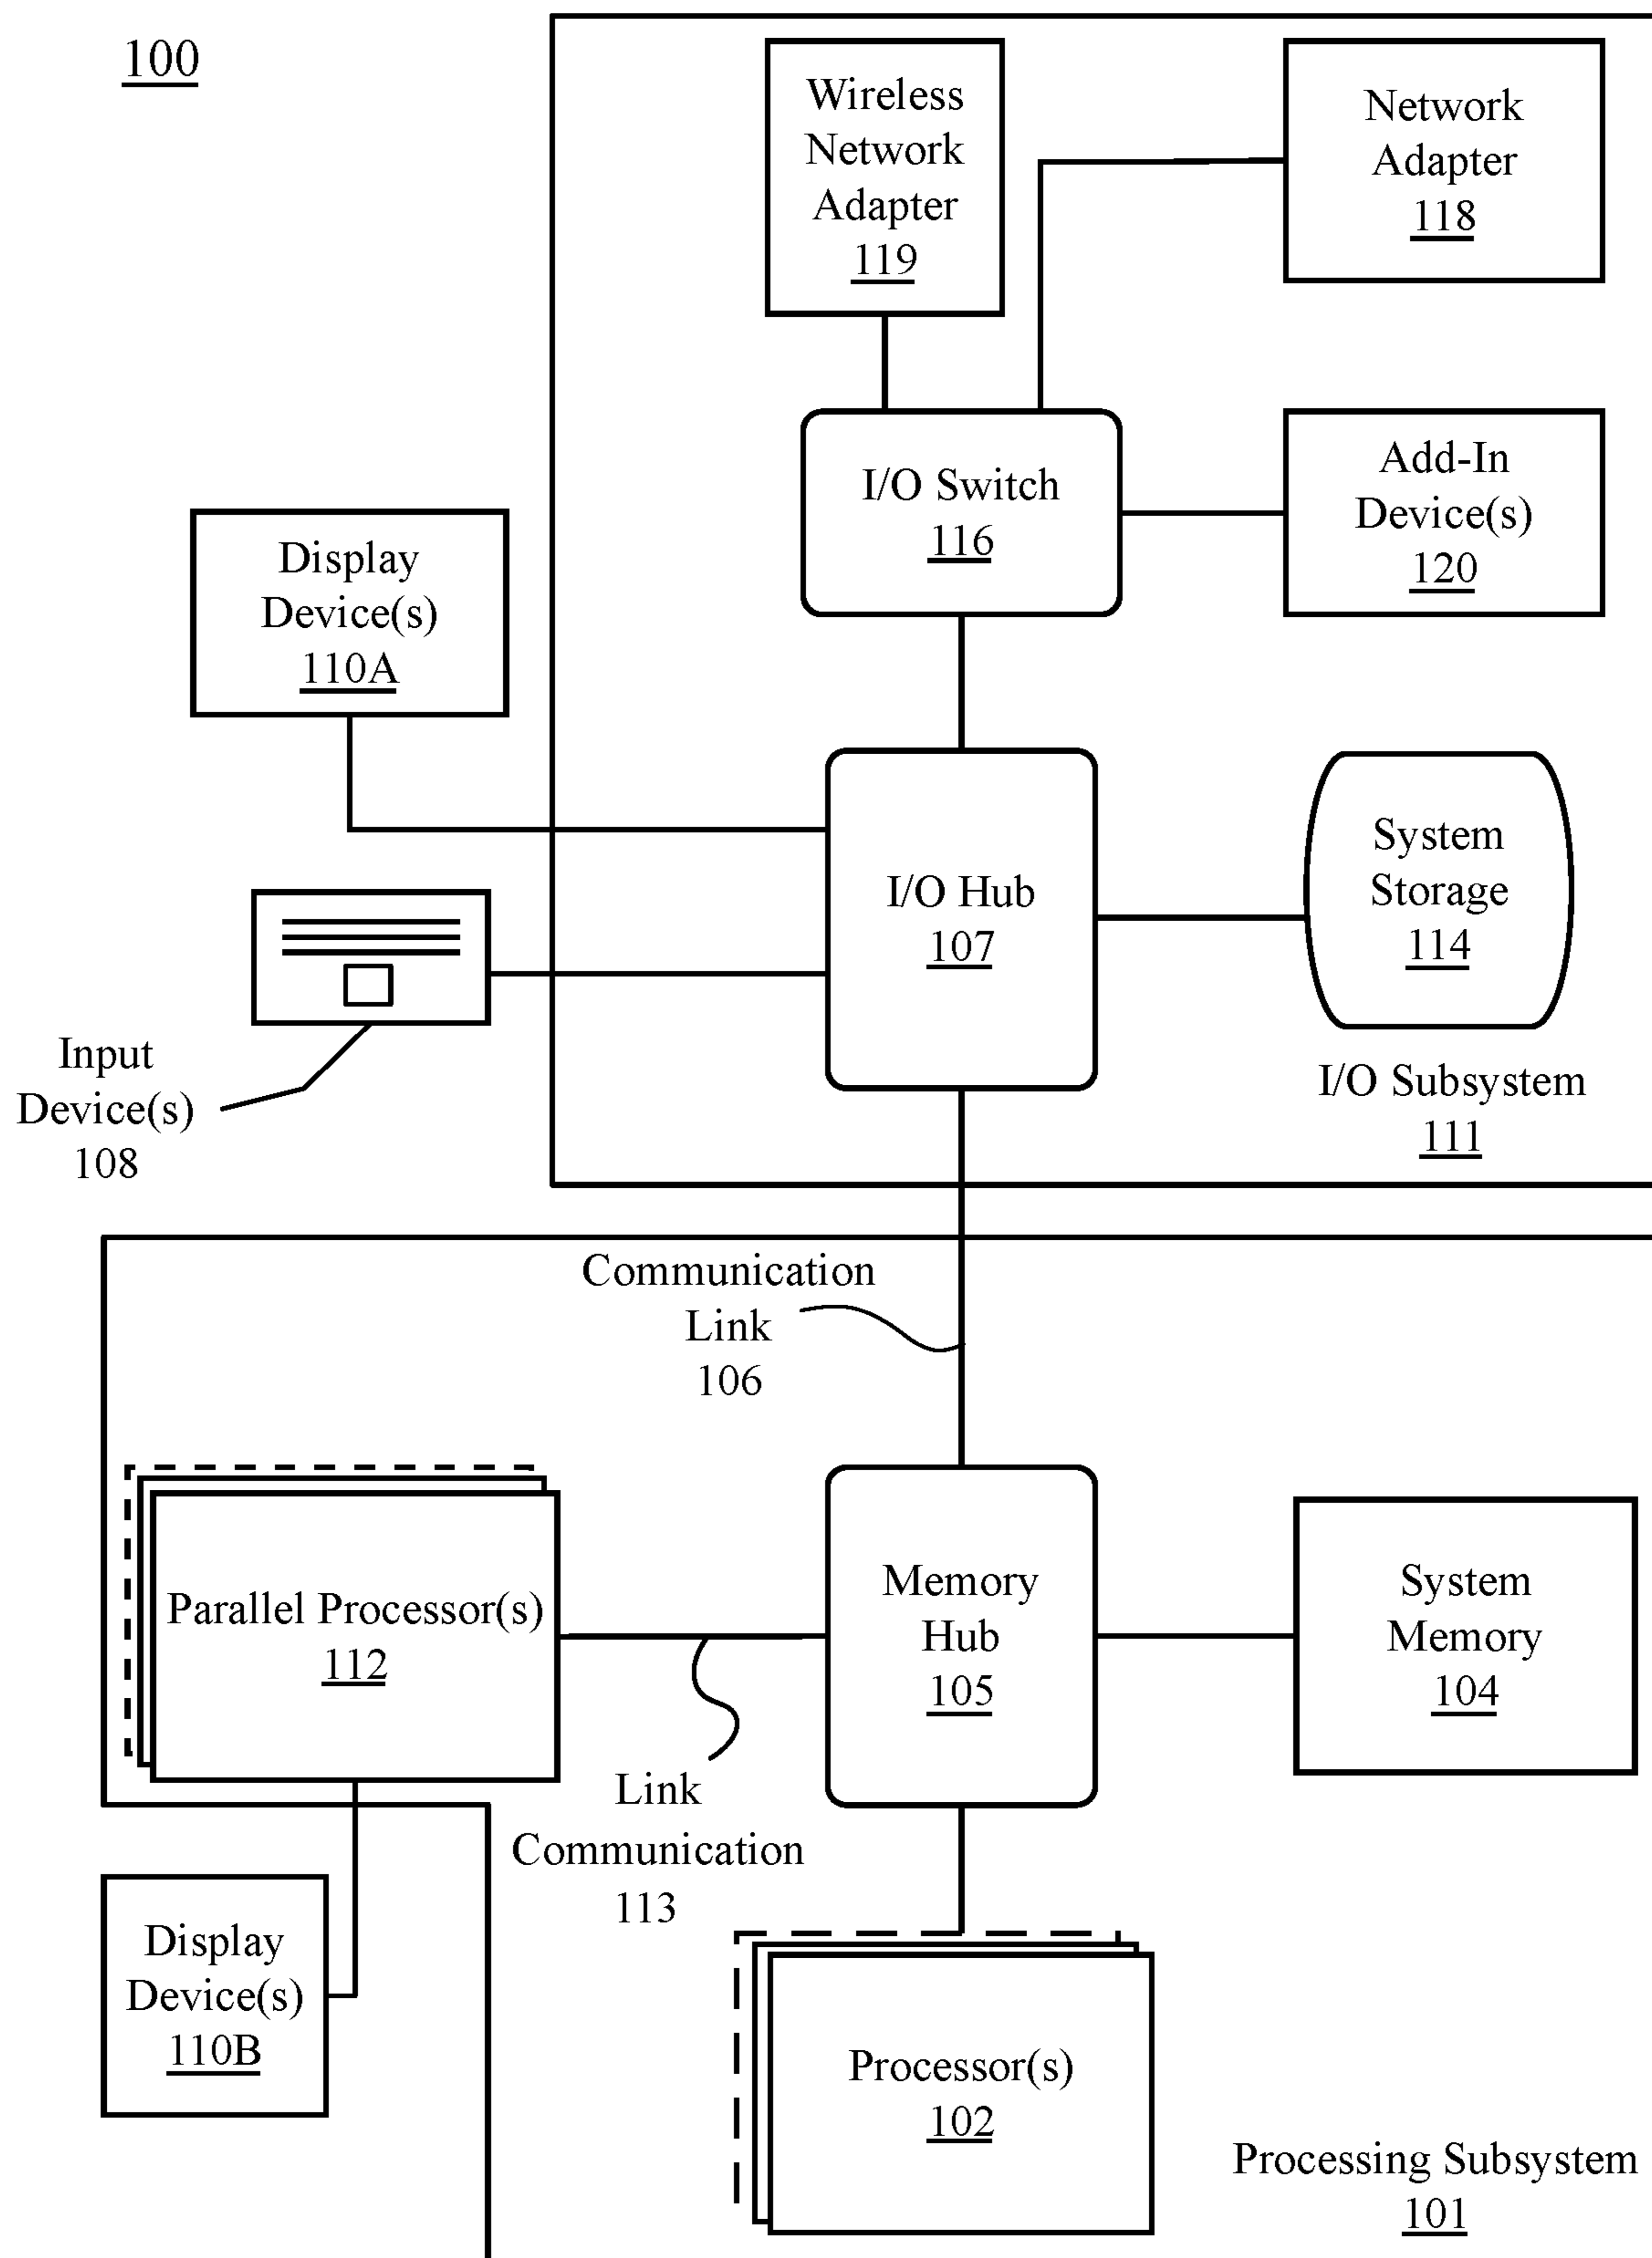 100
Wireless
Network
Adapter
119
Network
Adapter
118
I/O Switch
116
Add-In
Device(s)
120
Display
Device(s)
110A
I/O Hub
107
System
Storage
114
Input
Device(s)
108
I/O Subsystem
111
Communication
Link
106
Parallel Processor(s)
112
Memory
Hub
105
System
Memory
104
Link
Communication
113
Display
Device(s)
110B
Processor(s)
102
Processing Subsystem
101